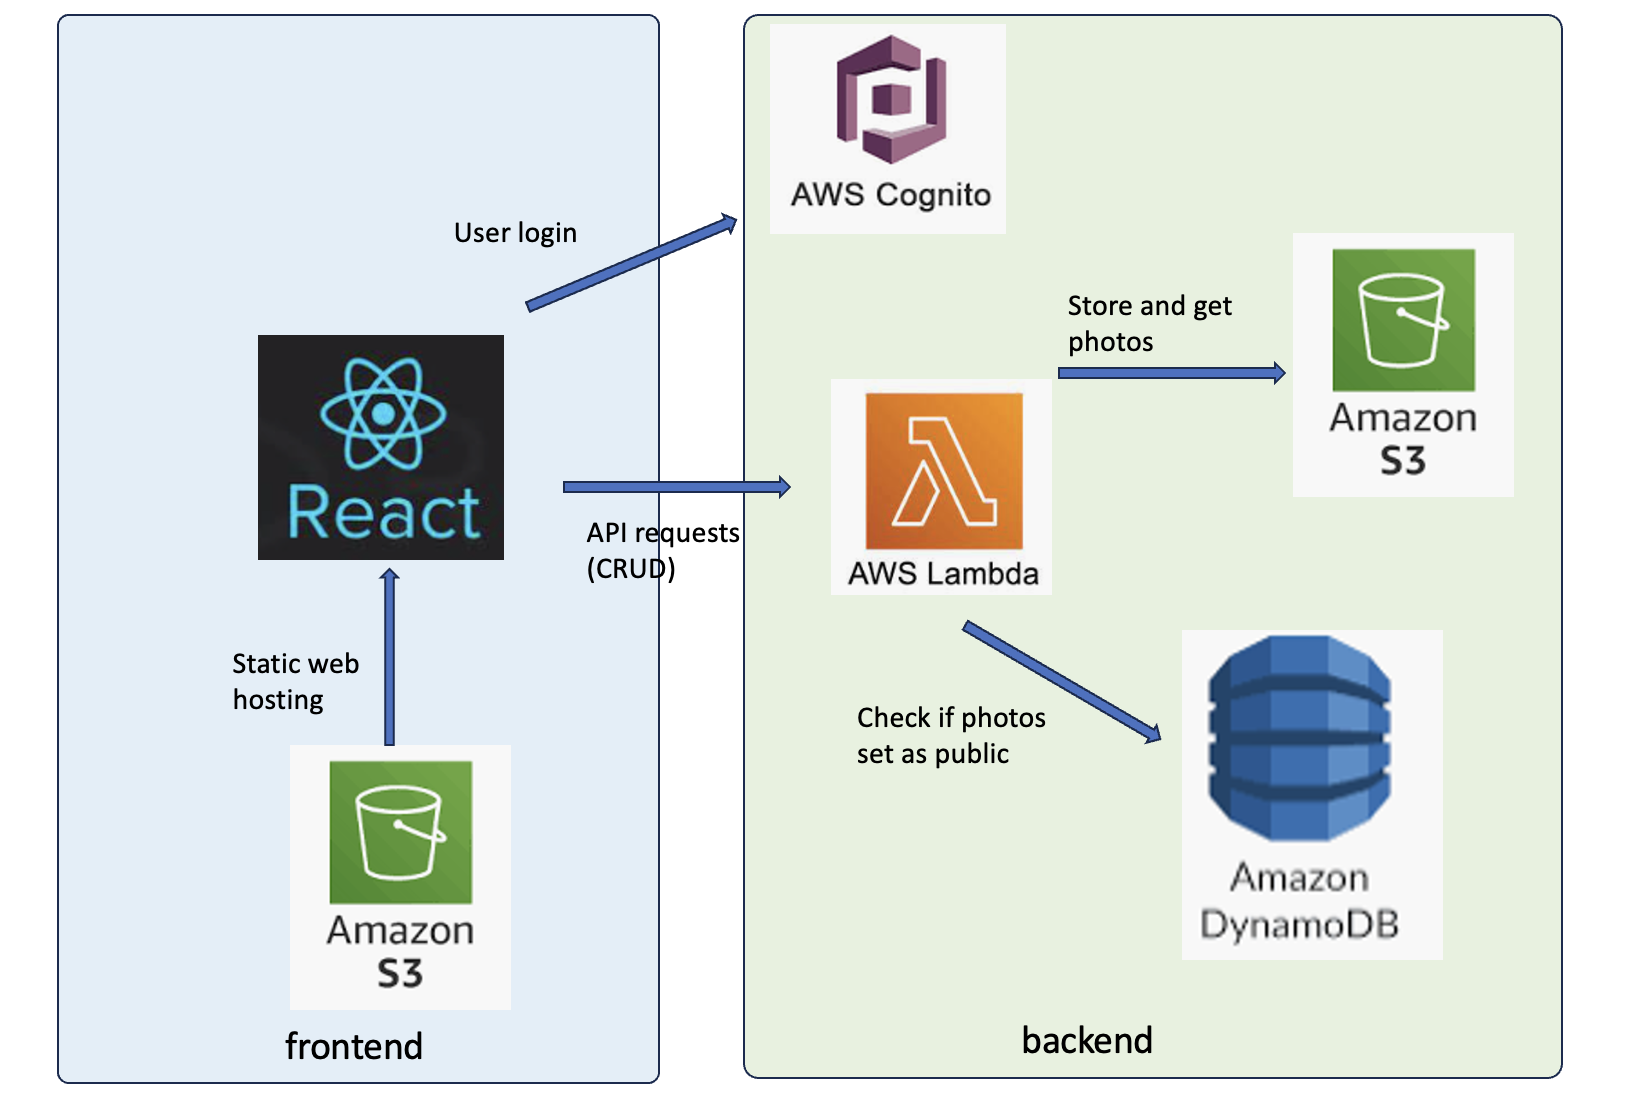 AWS Cognito
User login
Store and get
photos
Amazon
S3
React
API requests
(CRUD)
AWS Lambda
Static web
hosting
Check if photos
set as public
Amazon
DynamoDB
Amazon
S3
frontend
backend